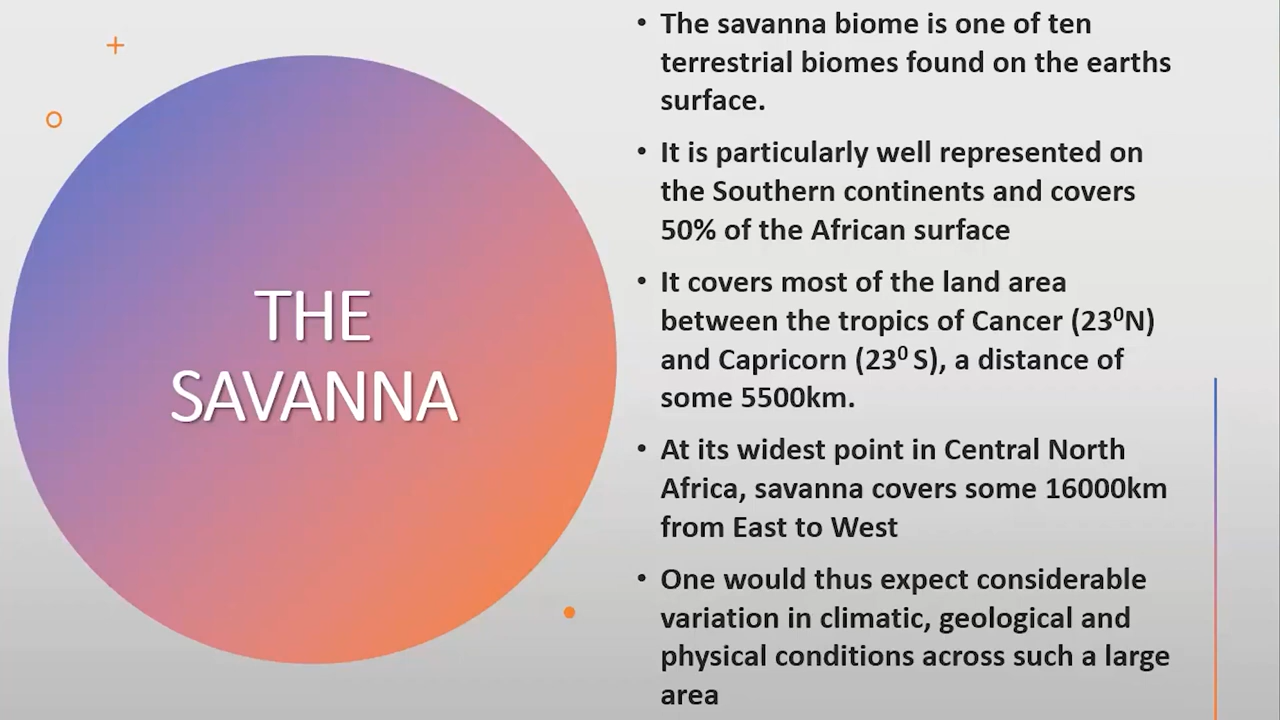 THE
SAVANNA
• The savanna biome is one of ten
terrestrial biomes found on the earths
surface.
• It is particularly well represented on
the Southern continents and covers
50% of the African surface
• It covers most of the land area
between the tropics of Cancer (23⁰N)
and Capricorn (23⁰ S), a distance of
some 5500km.
• At its widest point in Central North
Africa, savanna covers some 16000km
from East to West
• One would thus expect considerable
variation in climatic, geological and
physical conditions across such a large
area